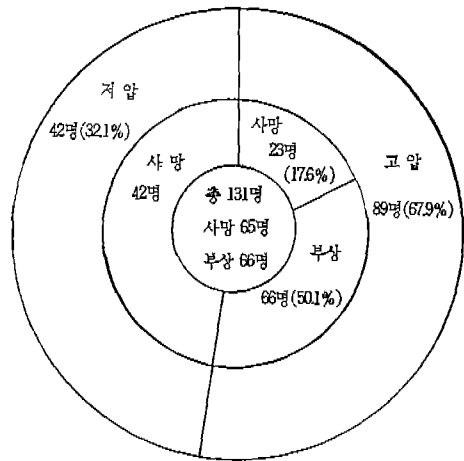 저 압
42명(32.1%)
사 망
42명
사망
23명
(17.6%)
고 압
89명(67.9%)
총 131명
사망 65명
부상 66명
부상
66명(50.1%)